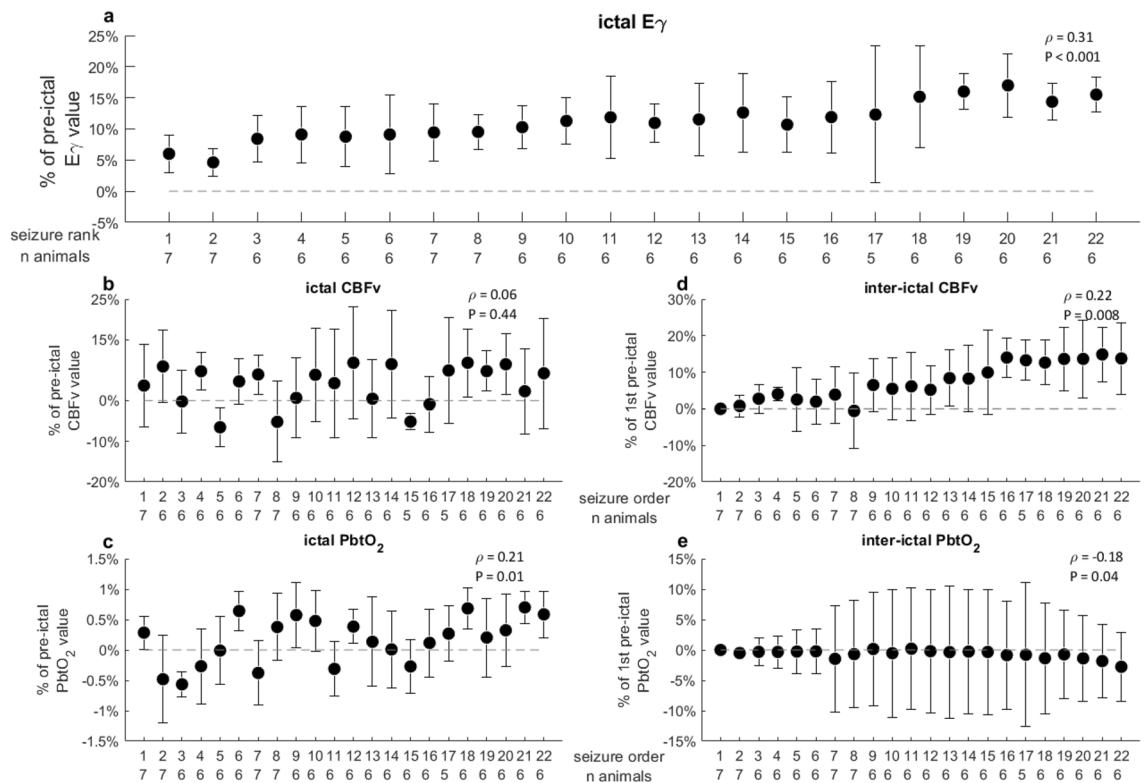 a
ictal Eγ
ρ = 0.31
P < 0.001
% of pre-ictal
Eγ value
25%
20%
15%
10%
5%
0%
-5%
seizure rank
1 2 3 4 5 6 7 8 9 10 11 12 13 14 15 16 17 18 19 20 21 22
n animals
7 7 6 6 6 6 7 7 6 6 6 6 6 6 6 6 5 6 6 6 6 6
b
ictal CBFv
ρ = 0.06
P = 0.44
% of pre-ictal
CBFv value
25%
15%
0%
-10%
-20%
1 2 3 4 5 6 7 8 9 10 11 12 13 14 15 16 17 18 19 20 21 22
7 7 6 6 6 6 7 7 6 6 6 6 6 6 5 6 5 6 6 6 6 6
d
inter-ictal CBFv
ρ = 0.22
P = 0.008
% of 1st pre-ictal
CBFv value
30%
20%
10%
0%
-10%
-20%
seizure order
1 2 3 4 5 6 7 8 9 10 11 12 13 14 15 16 17 18 19 20 21 22
n animals
7 7 6 6 6 6 7 7 6 6 6 6 6 6 6 6 5 6 6 6 6 6
c
ictal PbtO2
ρ = 0.21
P = 0.01
% of pre-ictal
PbtO2 value
1.5%
1%
0.5%
0%
-0.5%
-1%
-1.5%
1 2 3 4 5 6 7 8 9 10 11 12 13 14 15 16 17 18 19 20 21 22
7 7 6 6 6 6 7 7 6 6 6 6 6 6 6 6 5 6 6 6 6 6
e
inter-ictal PbtO2
ρ = -0.18
P = 0.04
% of 1st pre-ictal
PbtO2 value
15%
10%
5%
0%
-5%
-10%
-15%
seizure order
1 2 3 4 5 6 7 8 9 10 11 12 13 14 15 16 17 18 19 20 21 22
n animals
7 7 6 6 6 6 7 7 6 6 6 6 6 6 6 6 5 6 6 6 6 6